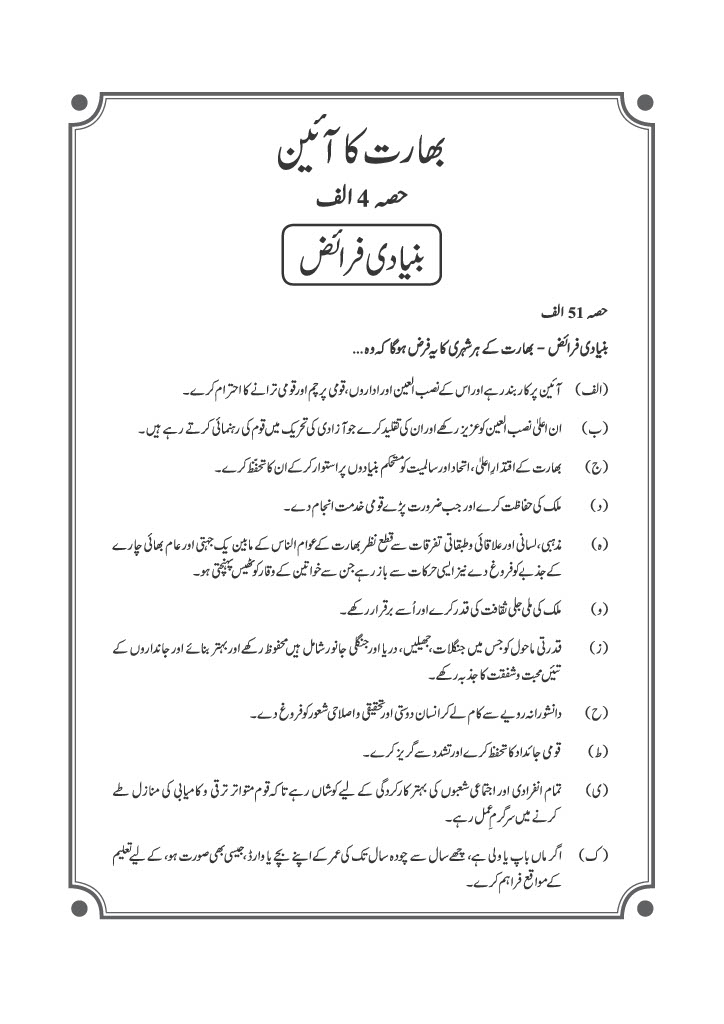 بھارت کا آئین
حصہ 4 الف
بنیادی فرائض
حصہ 51 الف
بنیادی فرائض – بھارت کے ہر شہری کا یہ فرض ہوگا کہ وہ ...
(الف) آئین پر کاربند رہے اور اس کے نصب العین اور اداروں، قومی پرچم اور قومی ترانے کا احترام کرے۔
(ب) ان اعلیٰ نصب العین کو عزیز رکھے اور ان کی تقلید کرے جو آزادی کی تحریک میں قوم کی رہنمائی کرتے رہے ہیں۔
(ج) بھارت کے اقتدارِ اعلیٰ، اتحاد اور سالمیت کو مستحکم بنیادوں پر استوار کرکے ان کا تحفظ کرے۔
(د) ملک کی حفاظت کرے اور جب ضرورت پڑے قومی خدمت انجام دے۔
(ہ) مذہبی، لسانی اور علاقائی وطبقاتی تفرقات سے قطع نظر بھارت کے عوام الناس کے مابین یک جہتی اور عام بھائی چارے
کے جذبے کو فروغ دے نیز ایسی حرکات سے باز رہے جن سے خواتین کے وقار کو ٹھیس پہنچتی ہو۔
(و) ملک کی ملی جلی ثقافت کی قدر کرے اور اُسے برقرار رکھے۔
(ز) قدرتی ماحول کو جس میں جنگلات، جھیلیں، دریا اور جنگلی جانور شامل ہیں محفوظ رکھے اور بہتر بنائے اور جانداروں کے
تئیں محبت وشفقت کا جذبہ رکھے۔
(ح) دانشورانہ رویے سے کام لے کر انسان دوستی اور تحقیقی و اصلاحی شعور کو فروغ دے۔
(ط) قومی جائداد کا تحفظ کرے اور تشدد سے گریز کرے۔
(ی) تمام انفرادی اور اجتماعی شعبوں کی بہتر کارکردگی کے لیے کوشاں رہے تاکہ قوم متواتر ترقی و کامیابی کی منازل طے
کرنے میں سرگرمِ عمل رہے۔
(ک) اگر ماں باپ یا ولی ہے، چھے سال سے چودہ سال تک کی عمر کے اپنے بچے یا وارڈ، جیسی بھی صورت ہو، کے لیے تعلیم
کے مواقع فراہم کرے۔